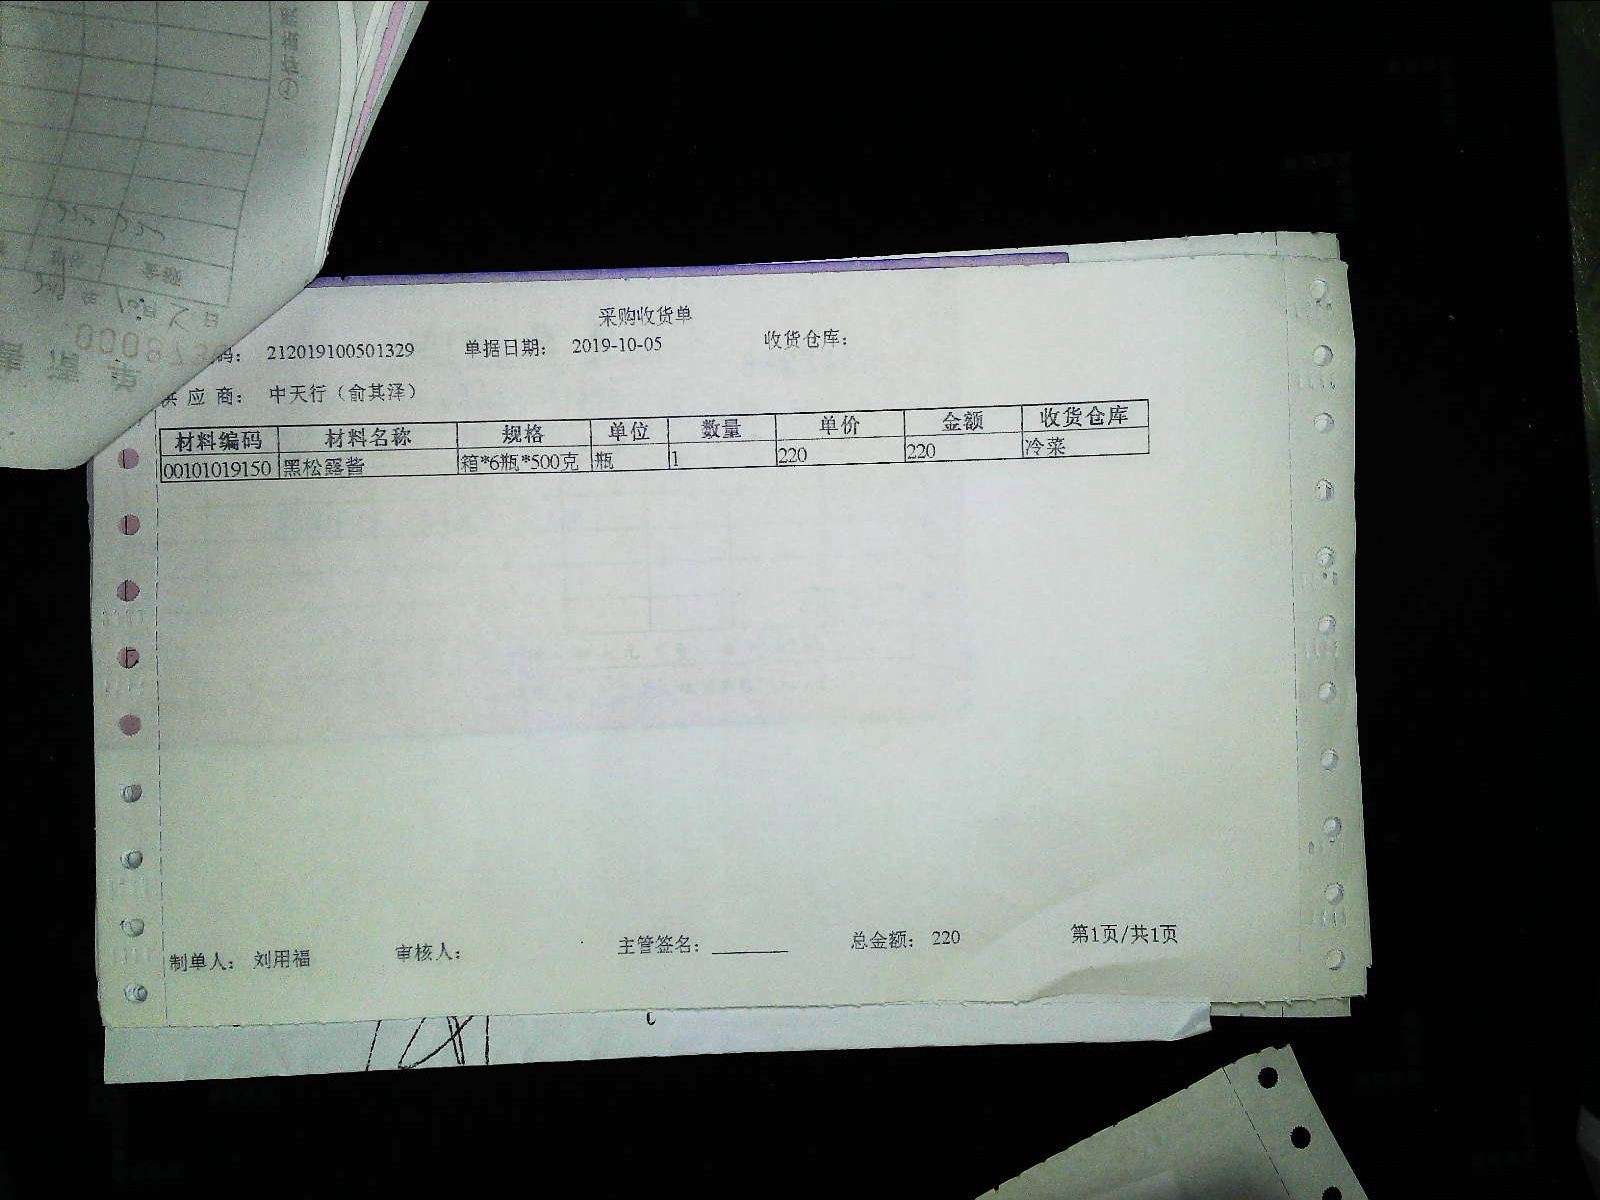 采购收货单
码: 212019100501329 单据日期: 2019-10-05 收货仓库:
供 应 商: 中天行（俞其泽）
材料编码 材料名称 规格 单位 数量 单价 金额 收货仓库
00101019150 黑松露酱 箱*6瓶*500克 瓶 1 220 220 冷菜
制单人: 刘用福 审核人: 主管签名: 总金额: 220 第1页/共1页